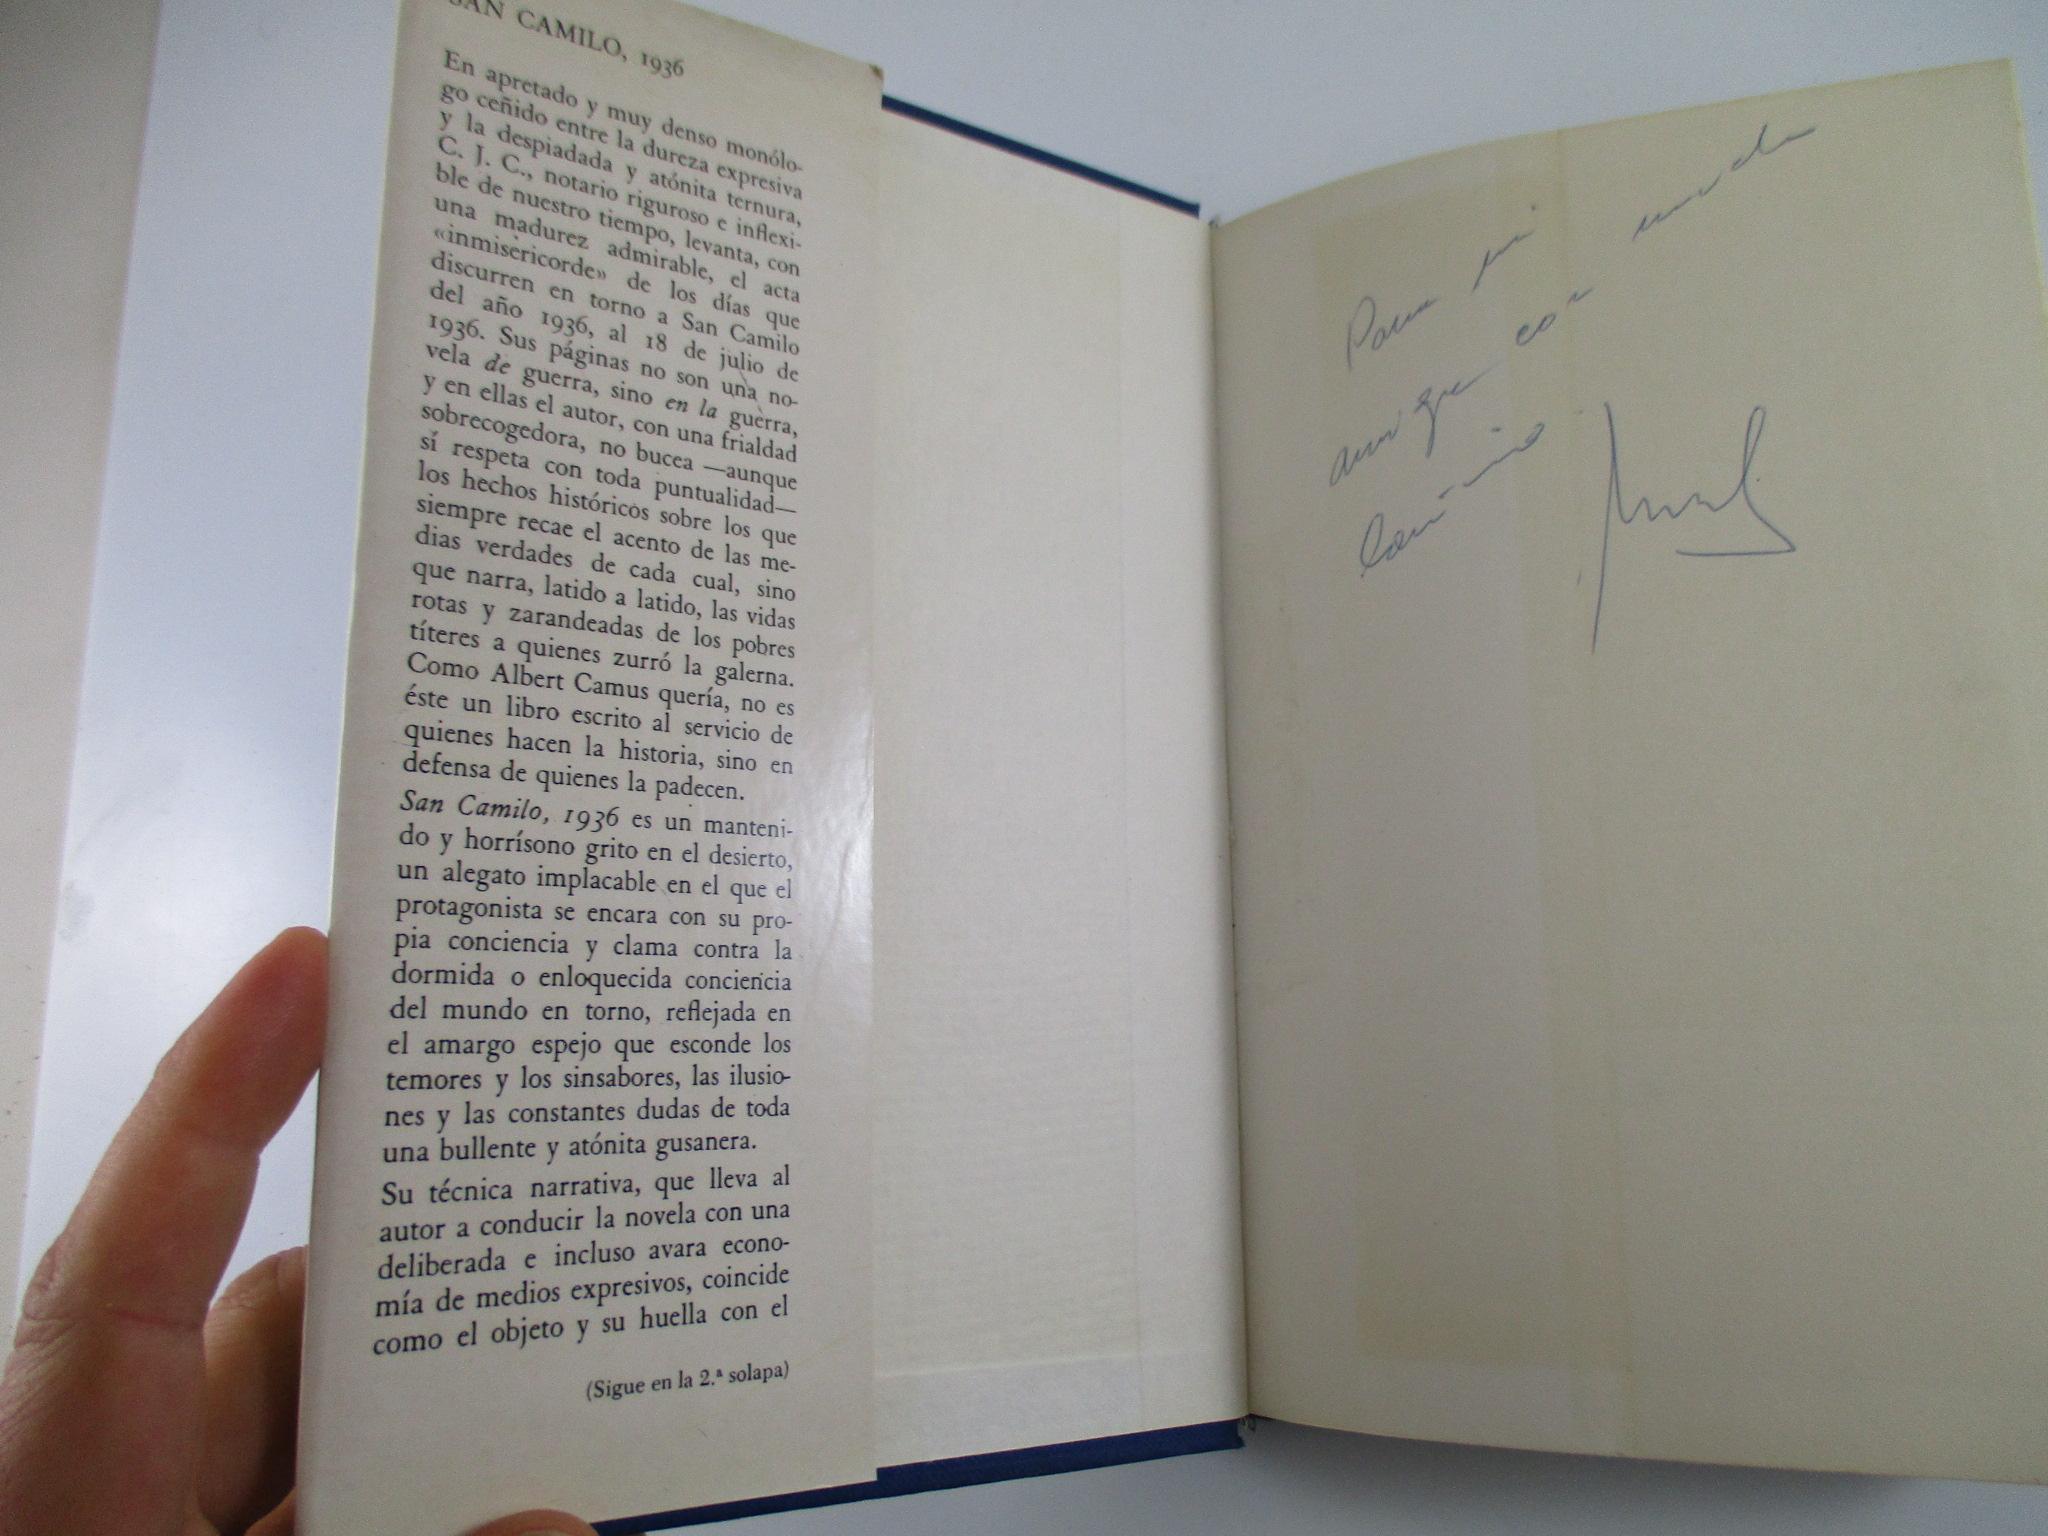 SAN CAMILO, 1936
En apretado y muy denso monólo-
go ceñido entre la dureza expresiva
y la despiadada y atónita ternura,
C. J. C., notario riguroso e inflexi-
ble de nuestro tiempo, levanta, con
una madurez admirable, el acta
«inmisericorde» de los días que
discurren en torno a San Camilo
del año 1936, al 18 de julio de
1936. Sus páginas no son una no-
vela de guerra, sino en la guerra,
y en ellas el autor, con una frialdad
sobrecogedora, no bucea —aunque
sí respeta con toda puntualidad—
los hechos históricos sobre los que
siempre recae el acento de las me-
dias verdades de cada cual, sino
que narra, latido a latido, las vidas
rotas y zarandeadas de los pobres
títeres a quienes zurró la galerna.
Como Albert Camus quería, no es
éste un libro escrito al servicio de
quienes hacen la historia, sino en
defensa de quienes la padecen.
San Camilo, 1936 es un manteni-
do y horrísono grito en el desierto,
un alegato implacable en el que el
protagonista se encara con su pro-
pia conciencia y clama contra la
dormida o enloquecida conciencia
del mundo en torno, reflejada en
el amargo espejo que esconde los
temores y los sinsabores, las ilusio-
nes y las constantes dudas de toda
una bullente y atónita gusanera.
Su técnica narrativa, que lleva al
autor a conducir la novela con una
deliberada e incluso avara econo-
mía de medios expresivos, coincide
como el objeto y su huella con el
(Sigue en la 2.ª solapa)
Para mi
con
cariño